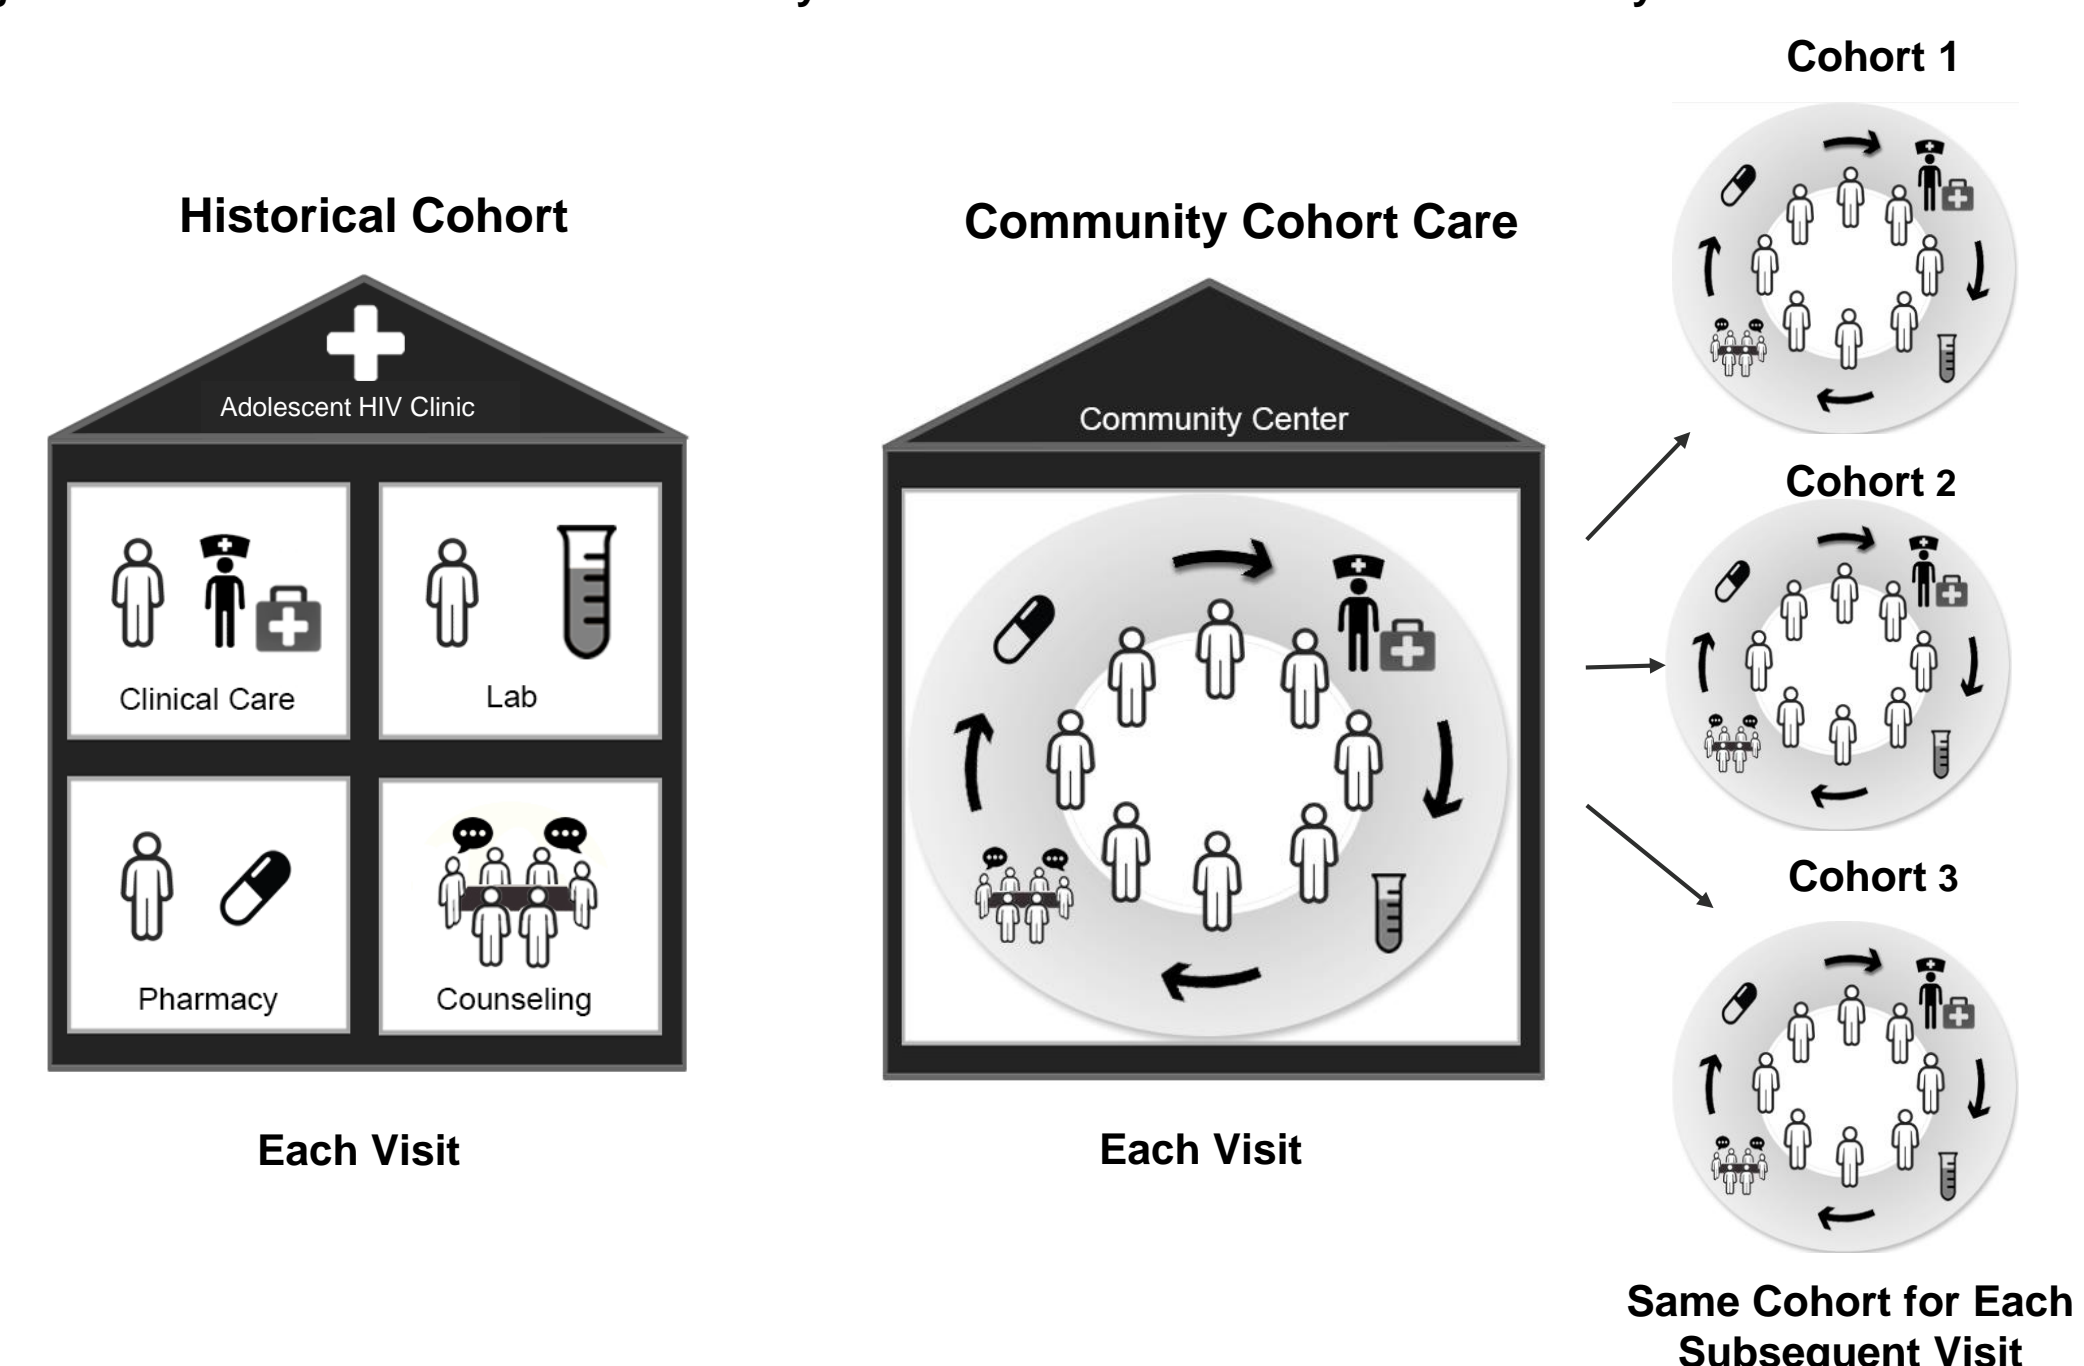 Historical Cohort
Adolescent HIV Clinic
Clinical Care
Lab
Pharmacy
Counseling
Each Visit
Community Cohort Care
Community Center
Each Visit
Cohort 1
Cohort 2
Cohort 3
Same Cohort for Each
Subsequent Visit